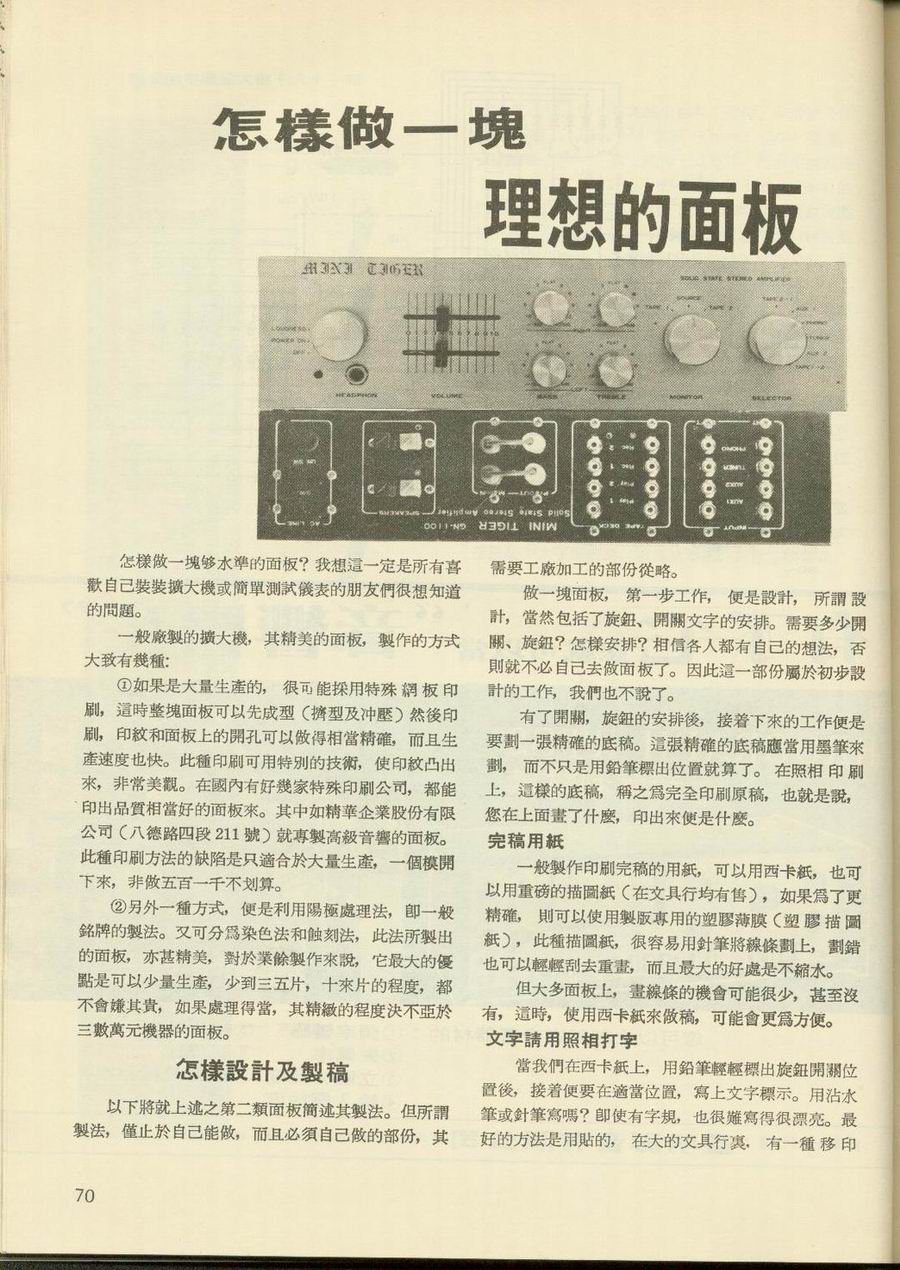 怎樣做一塊
理想的面板
MINI TIGER
SOLID STATE STEREO AMPLIFIER
LOUDNESS
POWER ON
OFF
HEADPHON
VOLUME
FLAT
FLAT
RIGHT
FLAT
FLAT
LEFT
BASS
TREBLE
SOURCE
TAPE 1
TAPE 2
MONITOR
TAPE 2-1
AUX 1
PHONO
TUNER
AUX 2
TAPE 1-2
SELECTOR
AC LINE
SPEAKERS
MINI TIGER GN-1100
Solid State Stereo Amplifier
TAPE DECK
Play 1
Play 2
Rec 1
Rec 2
INPUT
AUX1
AUX2
TUNER
PHONO
怎樣做一塊够水準的面板?我想這一定是所有喜
歡自己裝裝擴大機或簡單測試儀表的朋友們很想知道
的問題。
一般廠製的擴大機,其精美的面板,製作的方式
大致有幾種:
①如果是大量生產的,很可能採用特殊網板印
刷,這時整塊面板可以先成型(擠型及冲壓)然後印
刷,印紋和面板上的開孔可以做得相當精確,而且生
產速度也快。此種印刷可用特別的技術,使印紋凸出
來,非常美觀。在國內有好幾家特殊印刷公司,都能
印出品質相當好的面板來。其中如精華企業股份有限
公司(八德路四段211號)就專製高級音響的面板。
此種印刷方法的缺陷是只適合於大量生產,一個模開
下來,非做五百一千不划算。
②另外一種方式,便是利用陽極處理法,卽一般
銘牌的製法。又可分爲染色法和蝕刻法,此法所製出
的面板,亦甚精美,對於業餘製作來說,它最大的優
點是可以少量生產,少到三五片,十來片的程度,都
不會嫌其貴,如果處理得當,其精緻的程度決不亞於
三數萬元機器的面板。
怎樣設計及製稿
以下將就上述之第二類面板簡述其製法。但所謂
製法,僅止於自己能做,而且必須自己做的部份,其
需要工廠加工的部份從略。
做一塊面板,第一步工作,便是設計,所謂設
計,當然包括了旋鈕、開關文字的安排。需要多少開
關、旋鈕?怎樣安排?相信各人都有自己的想法,否
則就不必自己去做面板了。因此這一部份屬於初步設
計的工作,我們也不說了。
有了開關,旋鈕的安排後,接着下來的工作便是
要劃一張精確的底稿。這張精確的底稿應當用墨筆來
劃,而不只是用鉛筆標出位置就算了。在照相印刷
上,這樣的底稿,稱之爲完全印刷原稿,也就是說,
您在上面畫了什麼,印出來便是什麼。
完稿用紙
一般製作印刷完稿的用紙,可以用西卡紙,也可
以用重磅的描圖紙(在文具行均有售),如果爲了更
精確,則可以使用製版專用的塑膠薄膜(塑膠描圖
紙),此種描圖紙,很容易用針筆將線條劃上,劃錯
也可以輕輕刮去重畫,而且最大的好處是不縮水。
但大多面板上,畫線條的機會可能很少,甚至沒
有,這時,使用西卡紙來做稿,可能會更爲方便。
文字請用照相打字
當我們在西卡紙上,用鉛筆輕輕標出旋鈕開關位
置後,接着便要在適當位置,寫上文字標示。用沾水
筆或針筆寫嗎?卽使有字規,也很難寫得很漂亮。最
好的方法是用貼的,在大的文具行裏,有一種移印
70